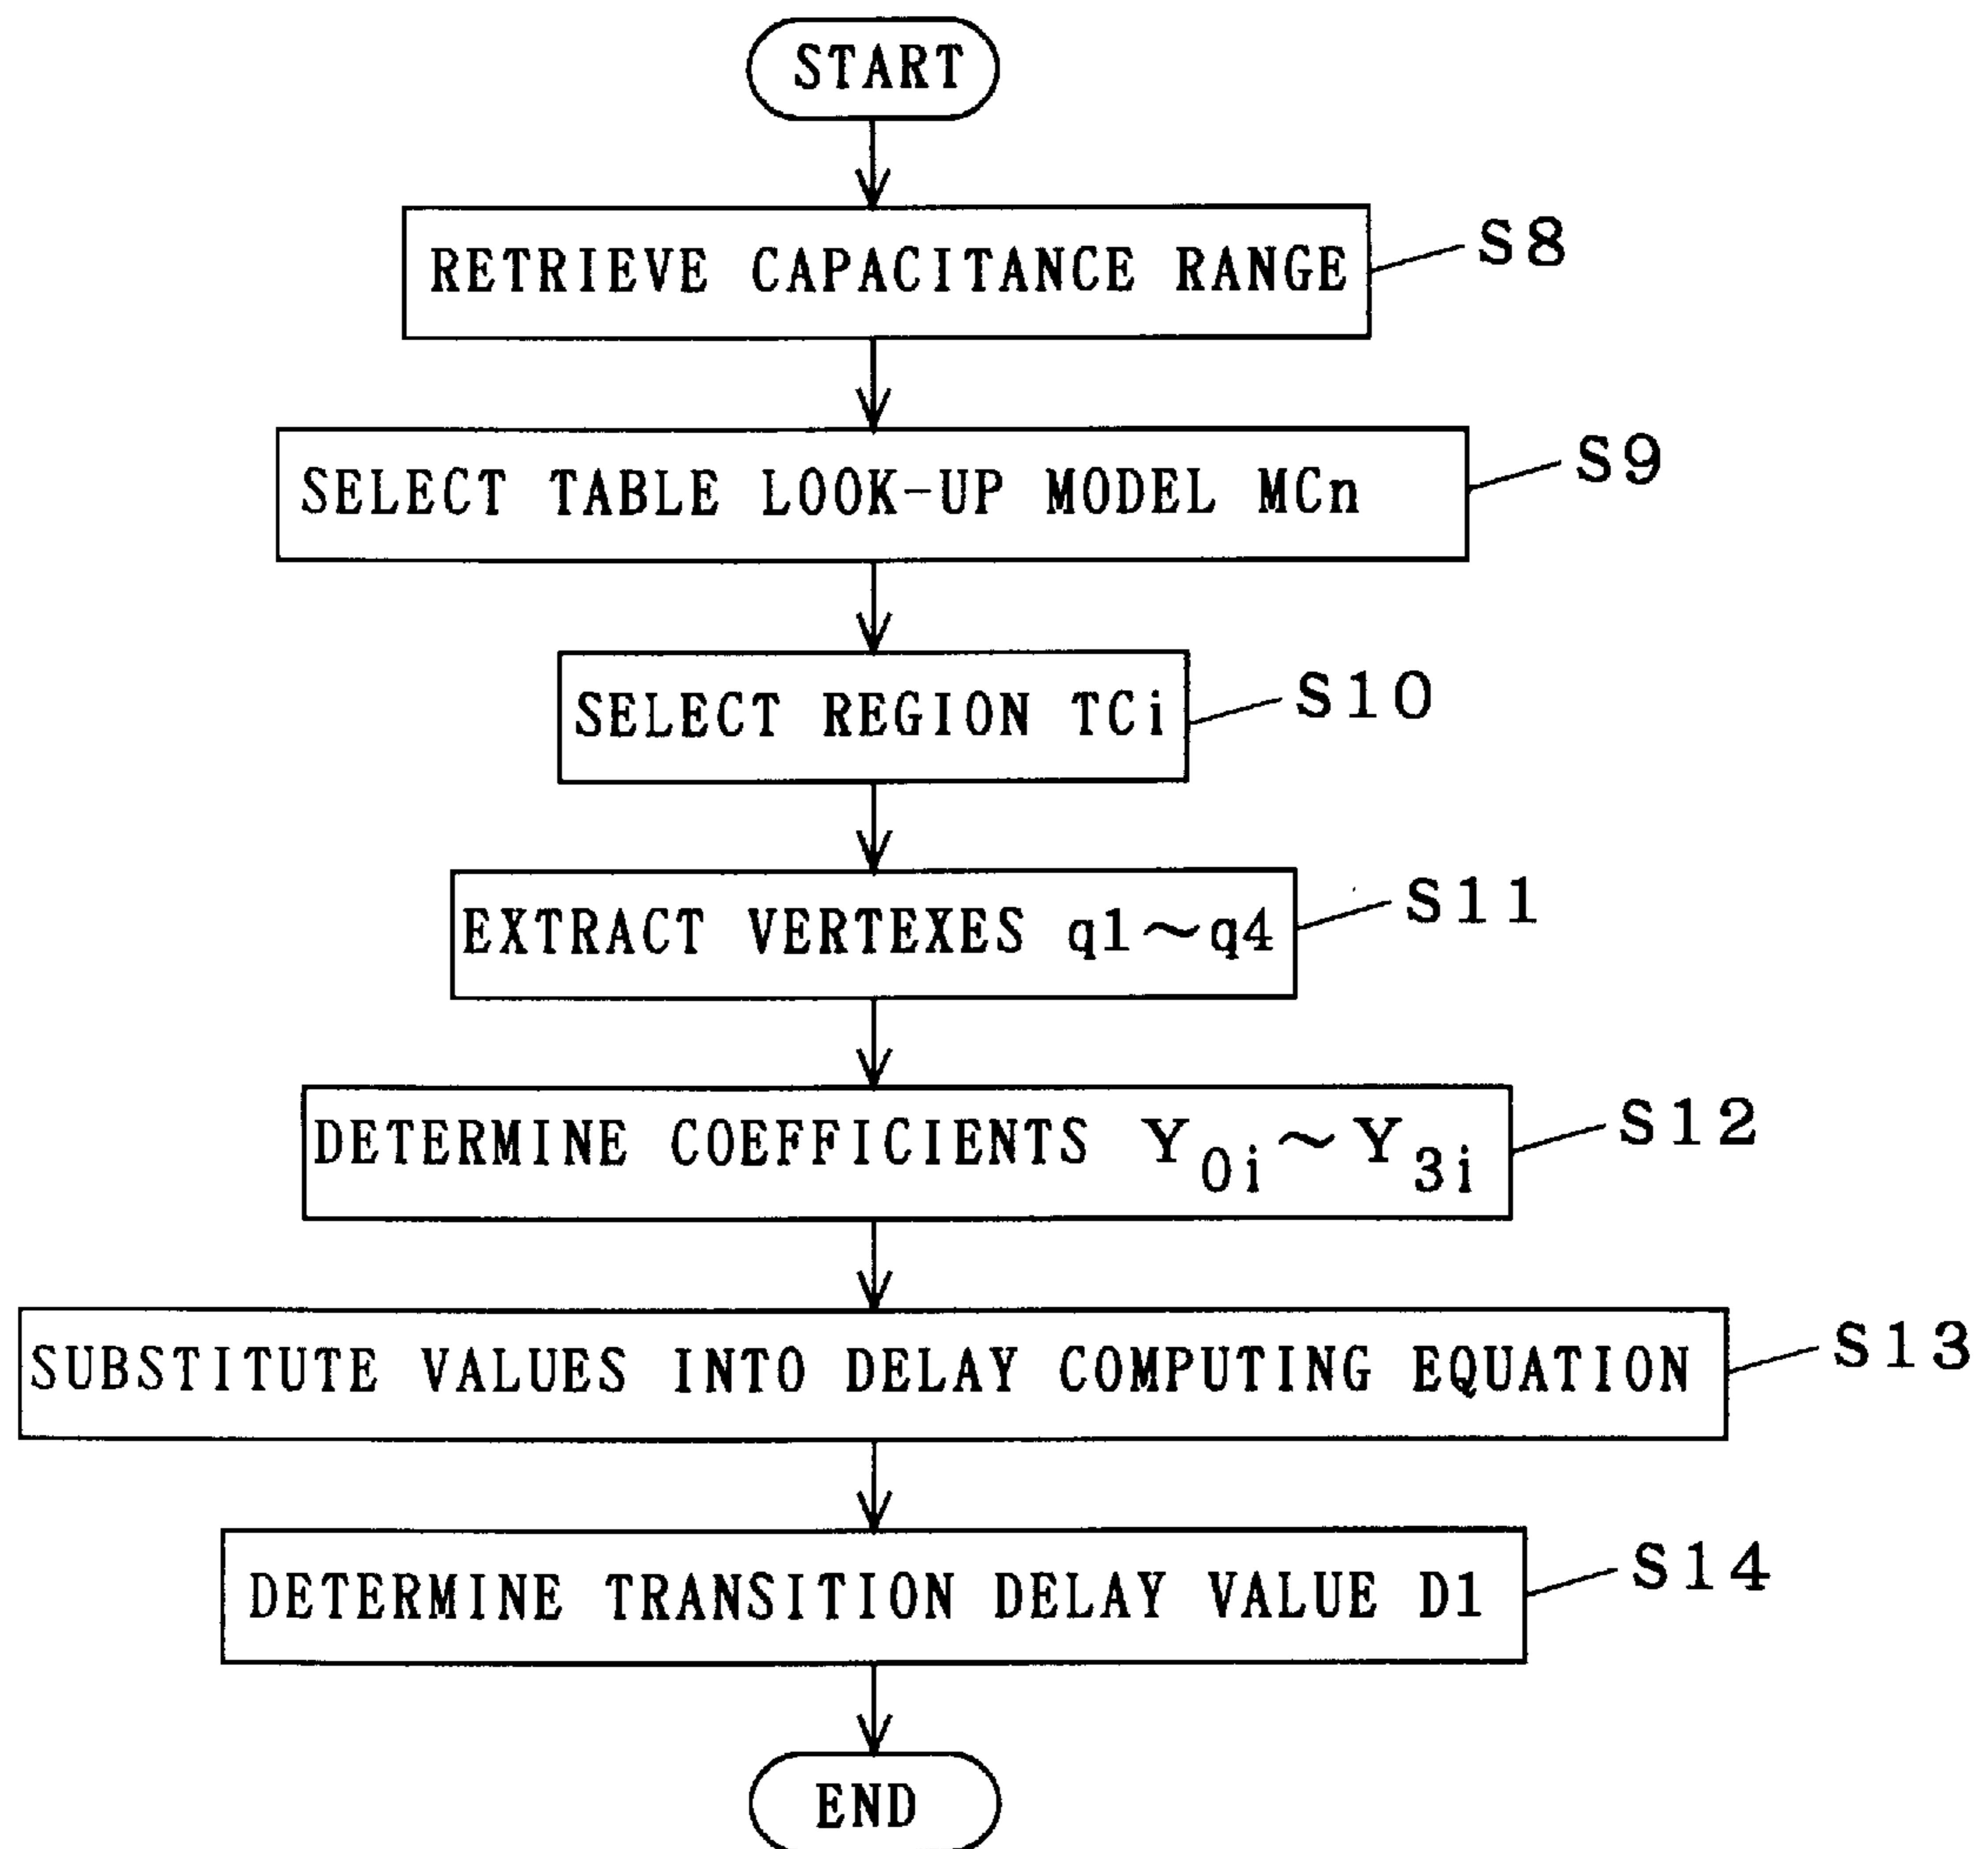 START
RETRIEVE CAPACITANCE RANGE
S8
SELECT TABLE LOOK-UP MODEL MCn
S9
SELECT REGION TCi
S10
EXTRACT VERTEXES q1～q4
S11
DETERMINE COEFFICIENTS Y0i～Y3i
S12
SUBSTITUTE VALUES INTO DELAY COMPUTING EQUATION
S13
DETERMINE TRANSITION DELAY VALUE D1
S14
END